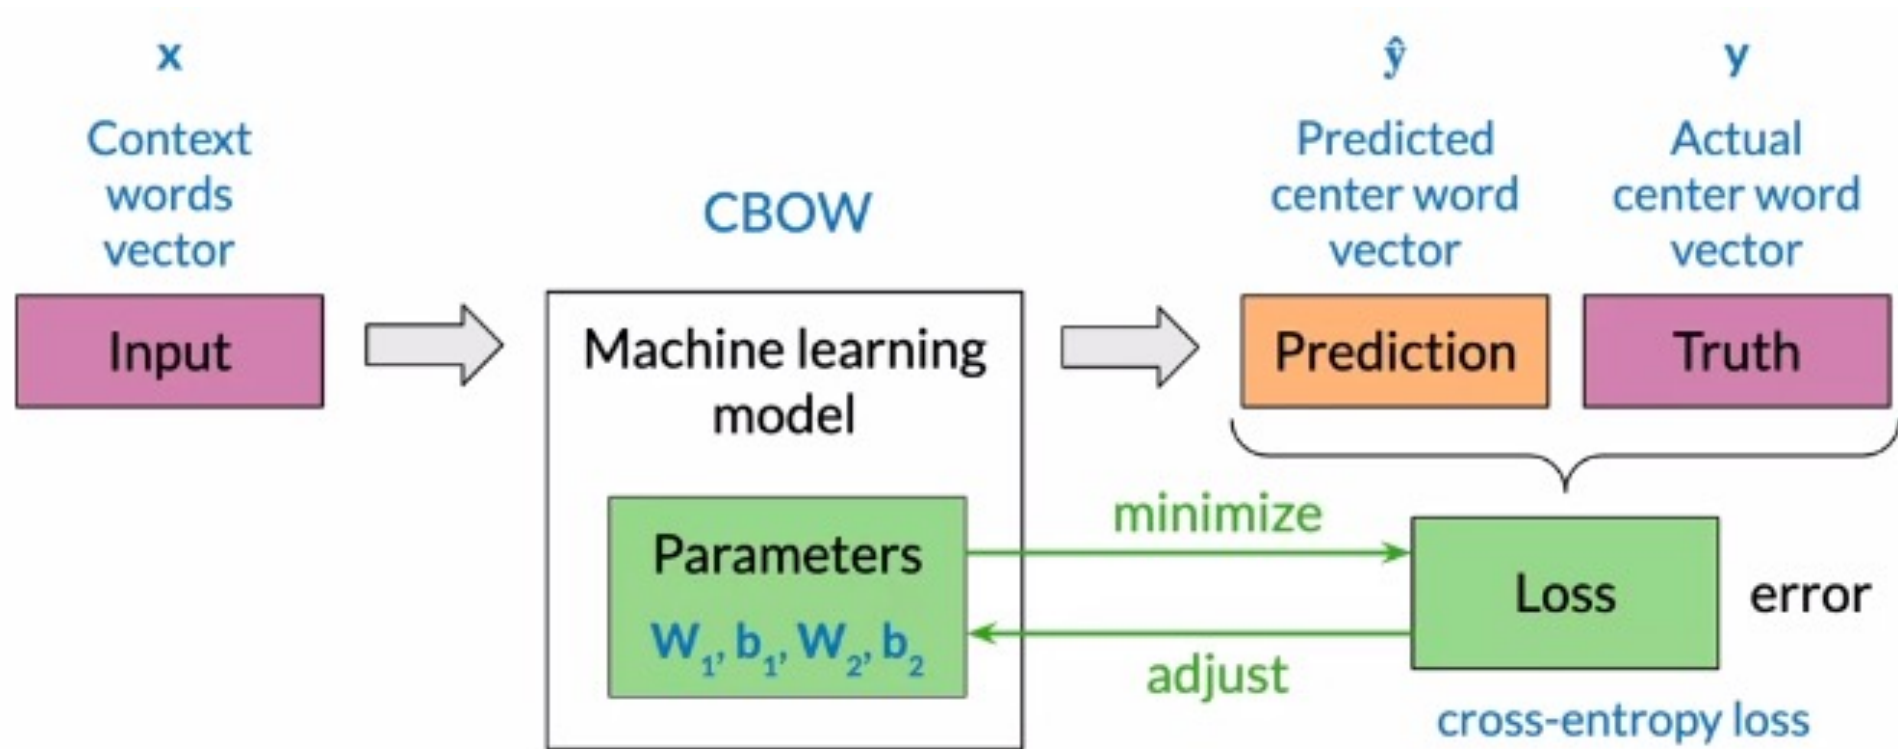 x
Context
words
vector
Input
CBOW
Machine learning
model
Parameters
W₁, b₁, W₂, b₂
ŷ
Predicted
center word
vector
Prediction
y
Actual
center word
vector
Truth
minimize
adjust
Loss
error
cross-entropy loss